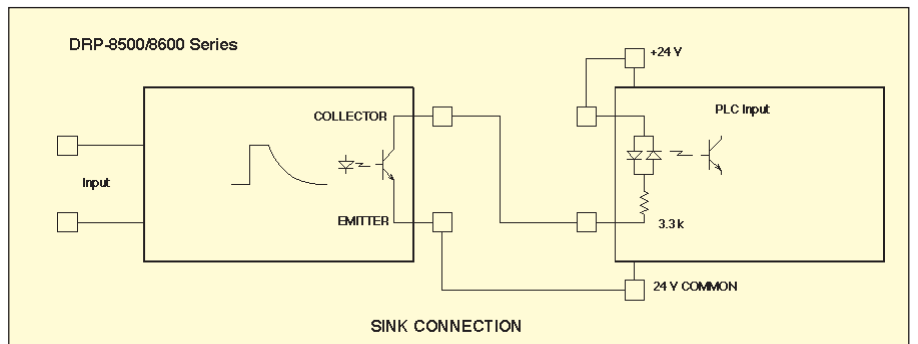 DRP-8500/8600 Series
+24 V
PLC Input
COLLECTOR
Input
EMITTER
3.3 k
24 V COMMON
SINK CONNECTION